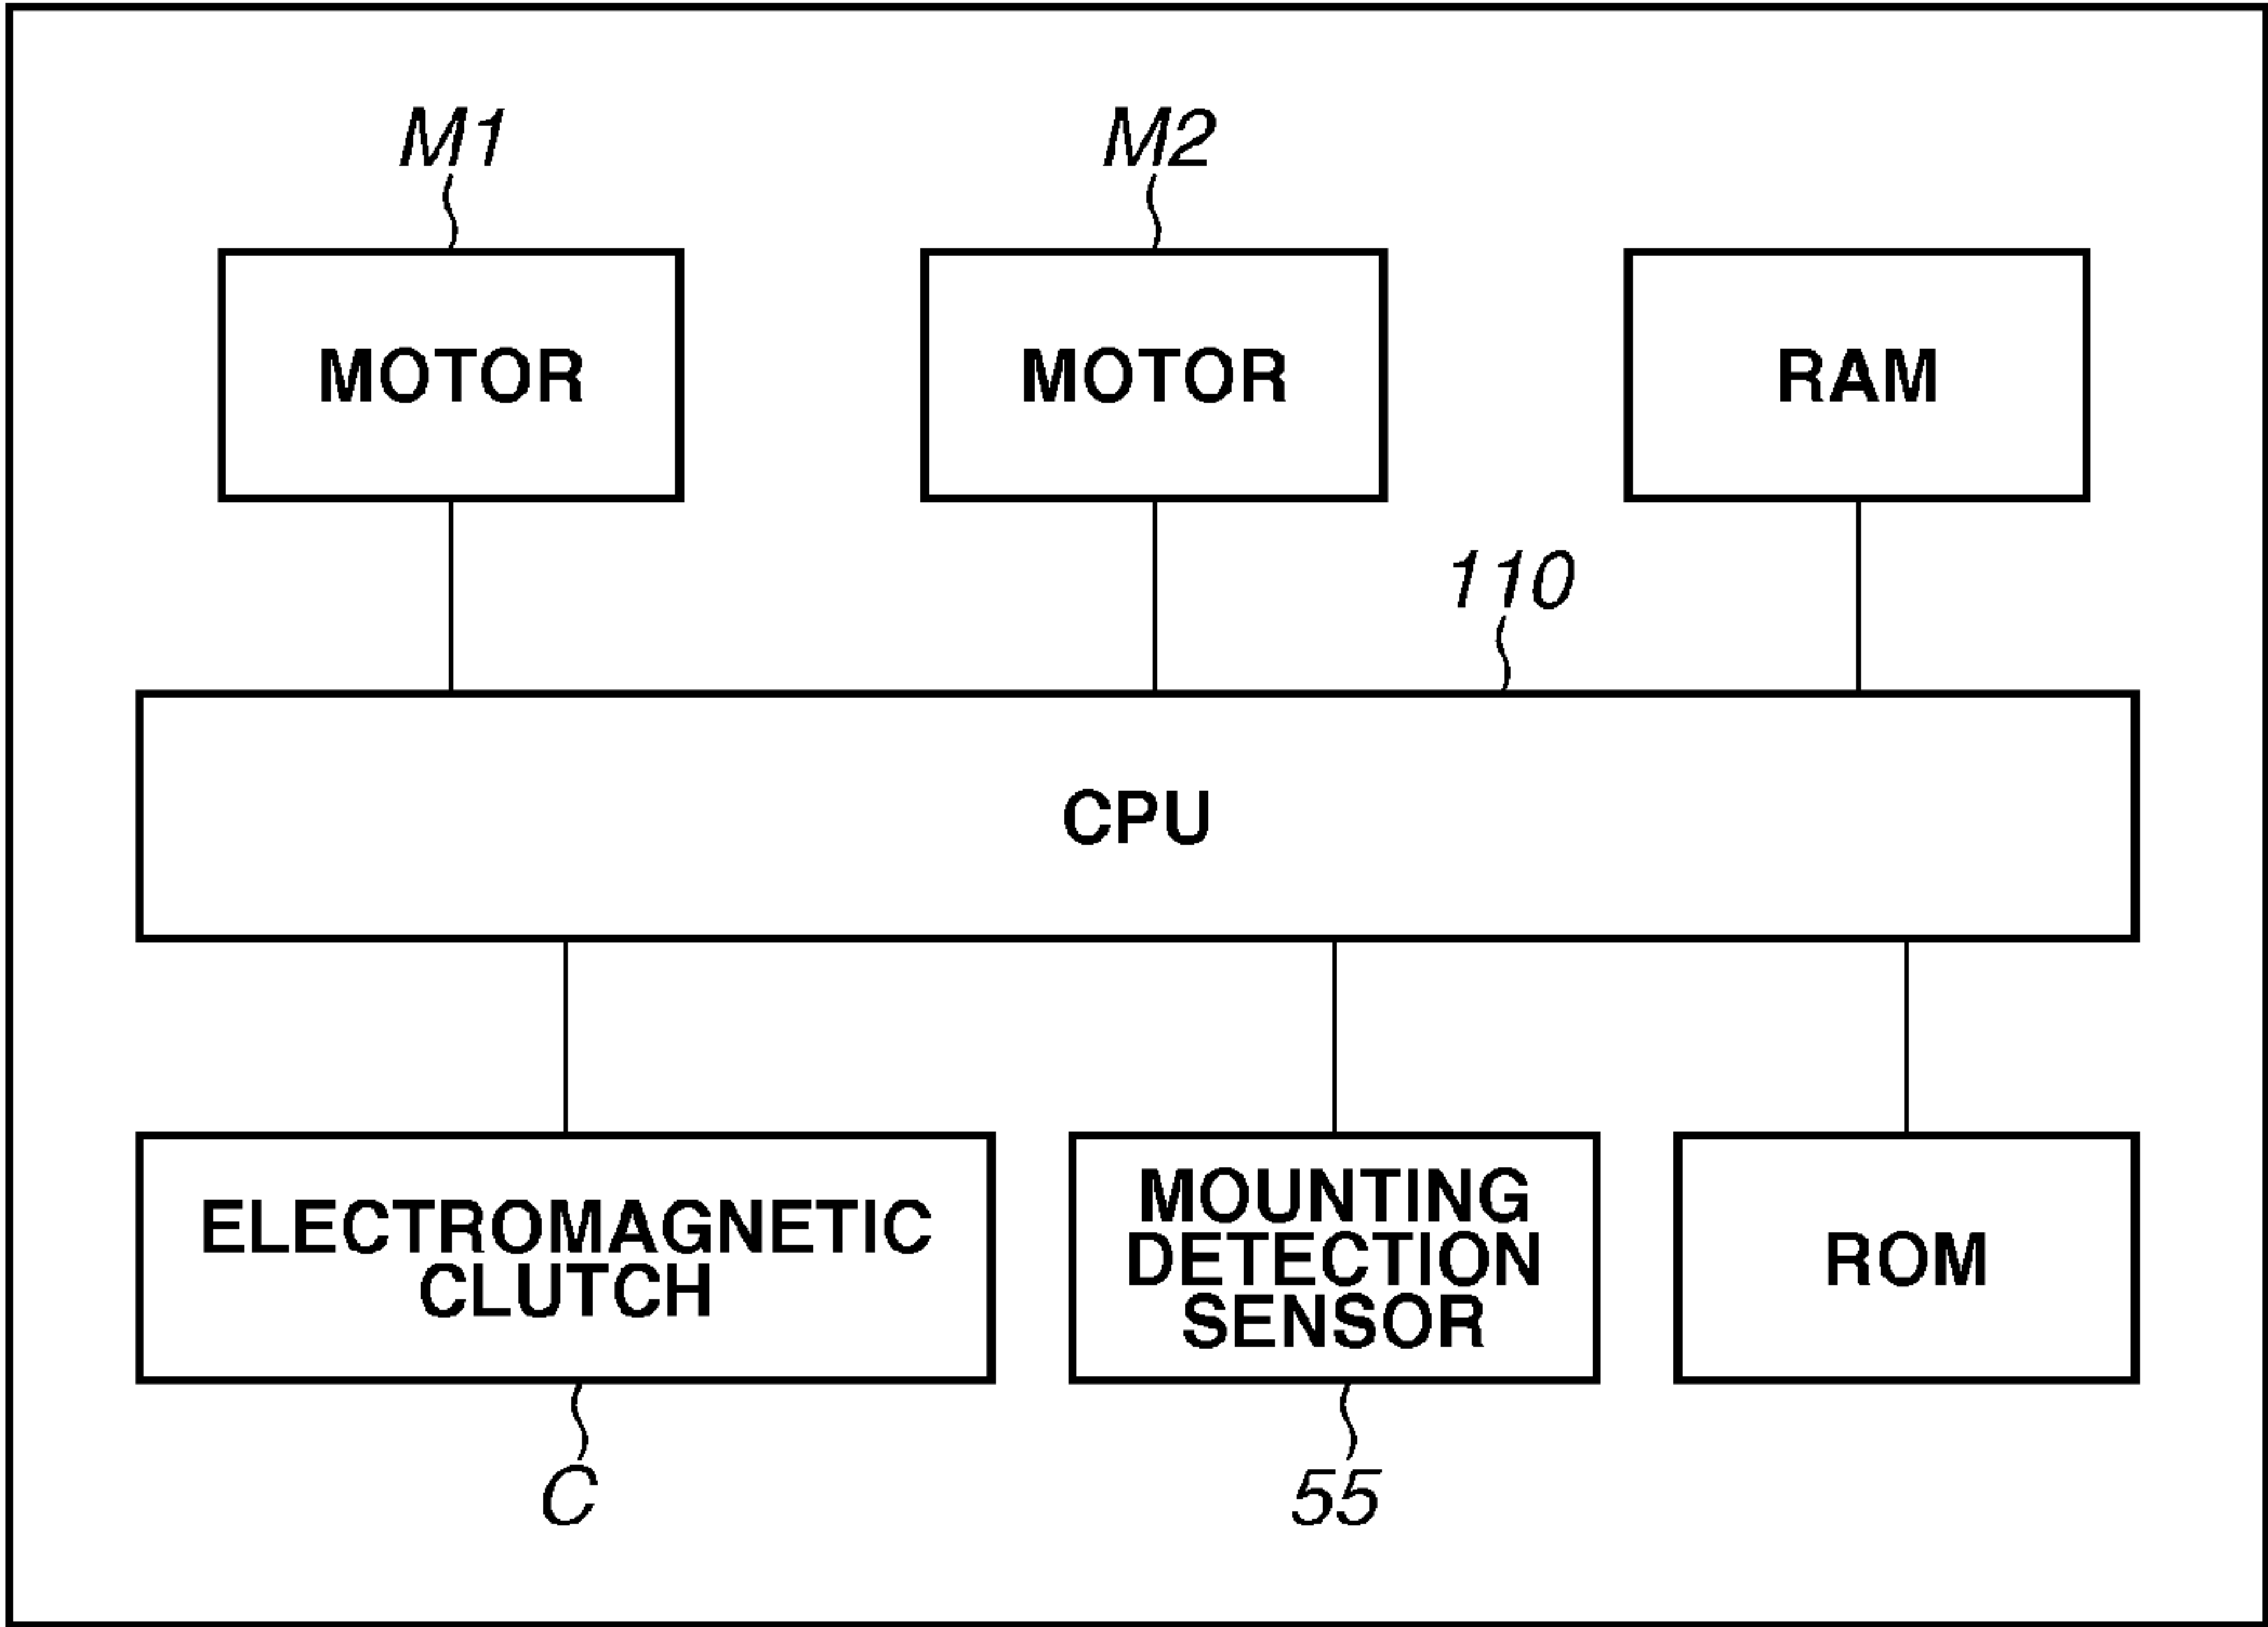 M1
M2
MOTOR
MOTOR
RAM
110
CPU
ELECTROMAGNETIC
CLUTCH
MOUNTING
DETECTION
SENSOR
ROM
C
55